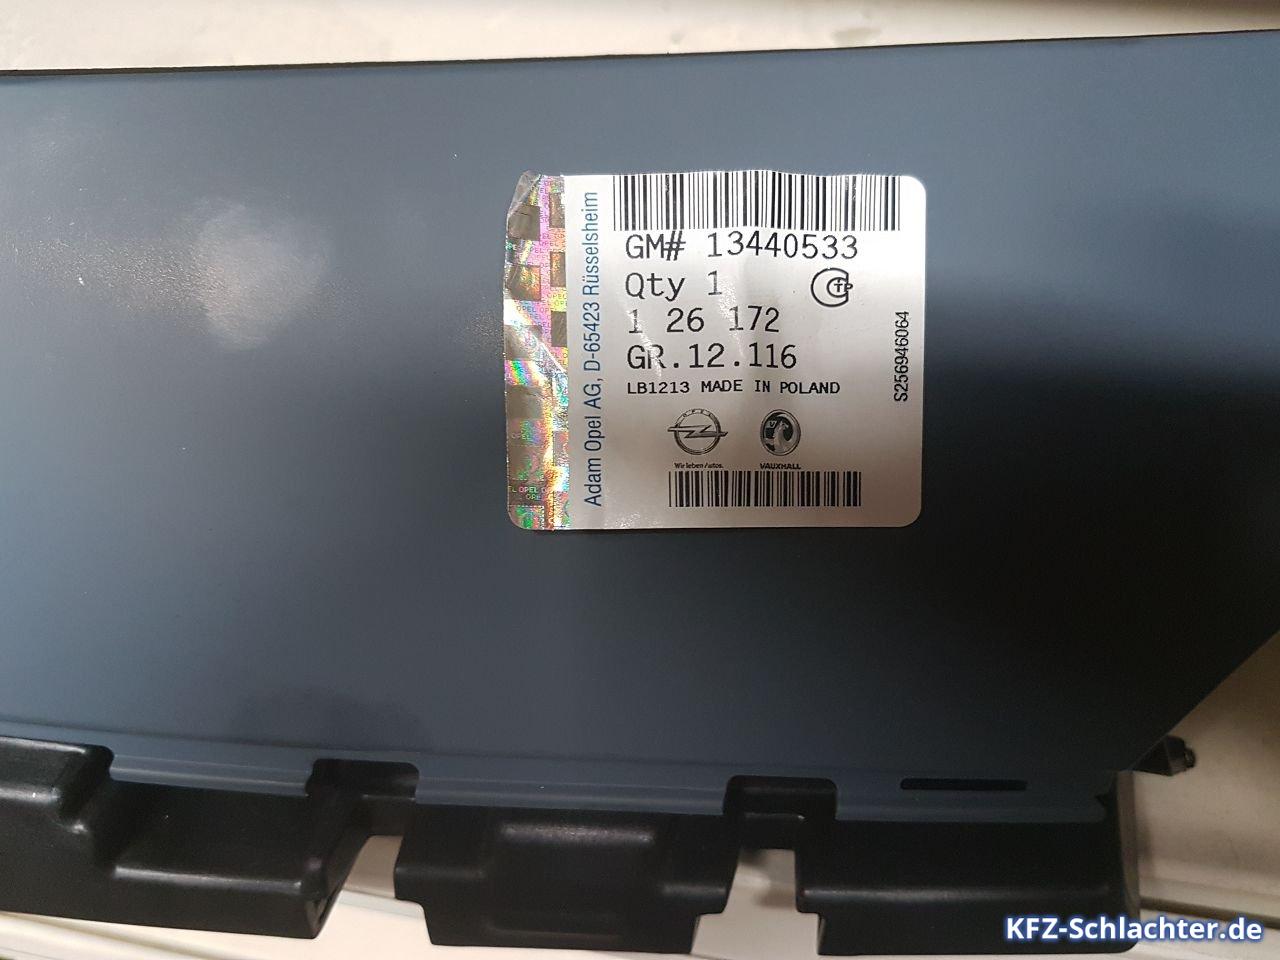 Adam Opel AG, D-65423 Rüsselsheim
GM# 13440533
Qty 1
1 26 172
GR.12.116
LB1213 MADE IN POLAND
S256946064
OPEL
Wir leben Autos.
VAUXHALL
KFZ-Schlachter.de